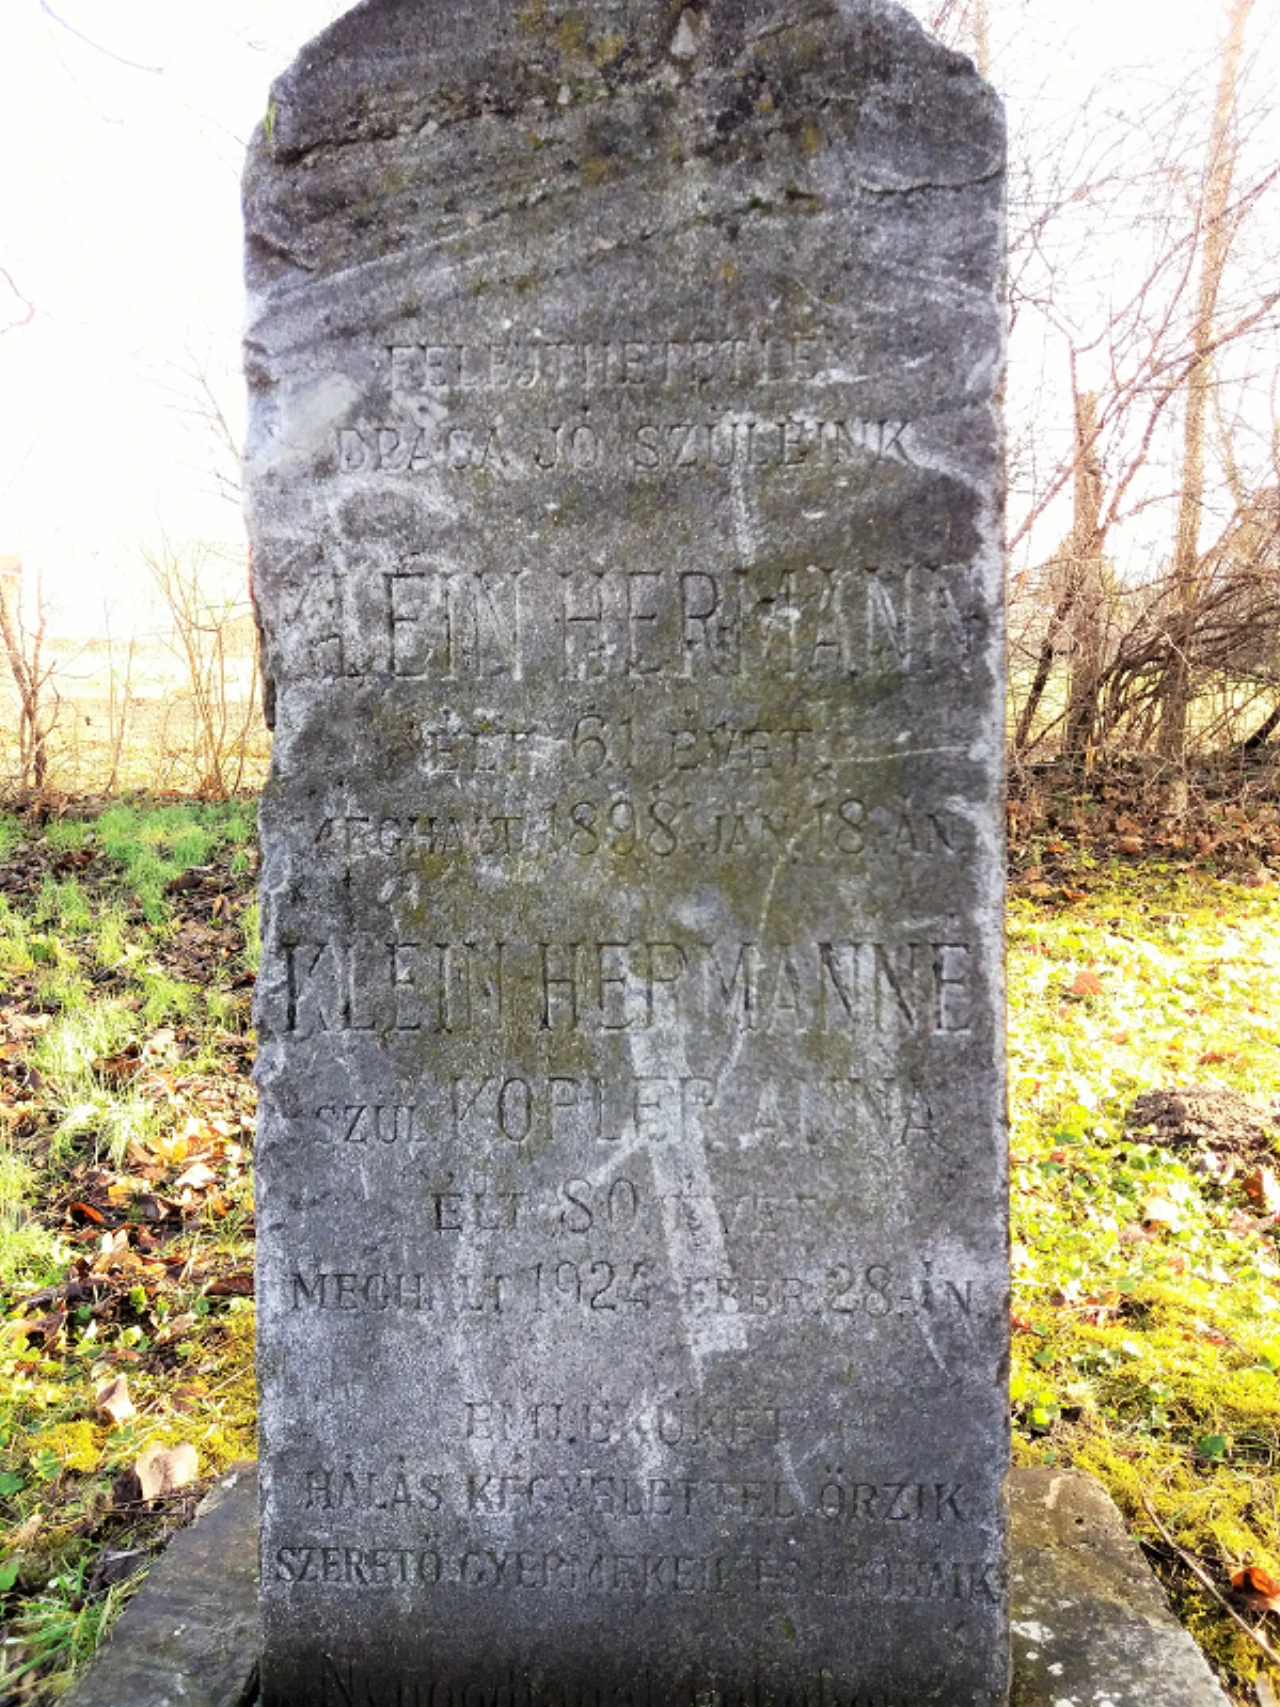 FELEJTHETETLEN
DRÁGA JÓ SZÜLEINK
KLEIN HERMANN
ÉLT 61 ÉVET
MEGHALT 1898 JAN. 18.-ÁN
KLEIN HERMANNÉ
SZÜL. KOPLER ANNA
ÉLT 80 ÉVET
MEGHALT 1924 FEBR. 28-ÁN
EMLÉKÜKET
HÁLÁS KEGYELETTEL ŐRZIK
SZERETŐ GYERMEKEIK ÉS UNOKÁIK